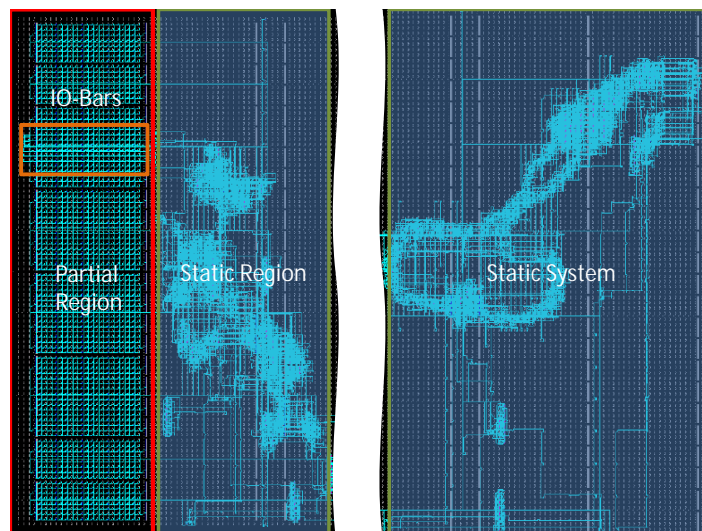 IO-Bars
Partial
Region
Static Region
Static System